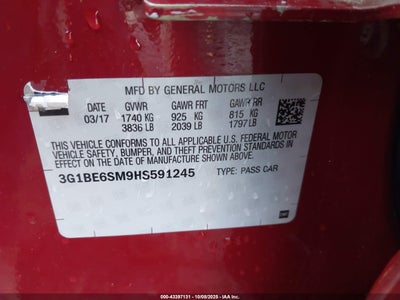 MFD BY GENERAL MOTORS LLC
DATE GVWR GAWR FRT GAWR RR
03/17 1740 KG 925 KG 815 KG
3836 LB 2039 LB 1797 LB
THIS VEHICLE CONFORMS TO ALL APPLICABLE U.S. FEDERAL MOTOR
VEHICLE SAFETY, BUMPER, AND THEFT PREVENTION STANDARDS IN
EFFECT ON THE DATE OF MANUFACTURE SHOWN ABOVE.
3G1BE6SM9HS591245 TYPE: PASS CAR
000-43397131 - 10/09/2025 - IAA